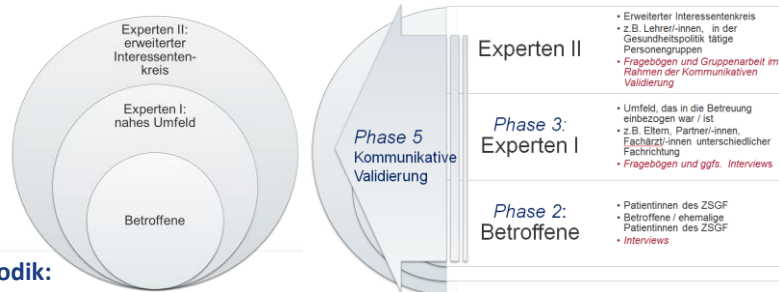 Experten II:
erweiterter
Interessenten-
kreis
Experten I:
nahes Umfeld
Betroffene
Phase 5
Kommunikative
Validierung
Experten II
• Erweiterter Interessentenkreis
• z.B. Lehrer/-innen, in der
Gesundheitspolitik tätige
Personengruppen
• Fragebögen und Gruppenarbeit im
Rahmen der Kommunikativen
Validierung
Phase 3:
Experten I
• Umfeld, das in die Betreuung
einbezogen war / ist
• z.B. Eltern, Partner/-innen,
Fachärzt/-innen unterschiedlicher
Fachrichtung
• Fragebögen und ggfs. Interviews
Phase 2:
Betroffene
• Patientinnen des ZSGF
• Betroffene / ehemalige
Patientinnen des ZSGF
• Interviews
odik: